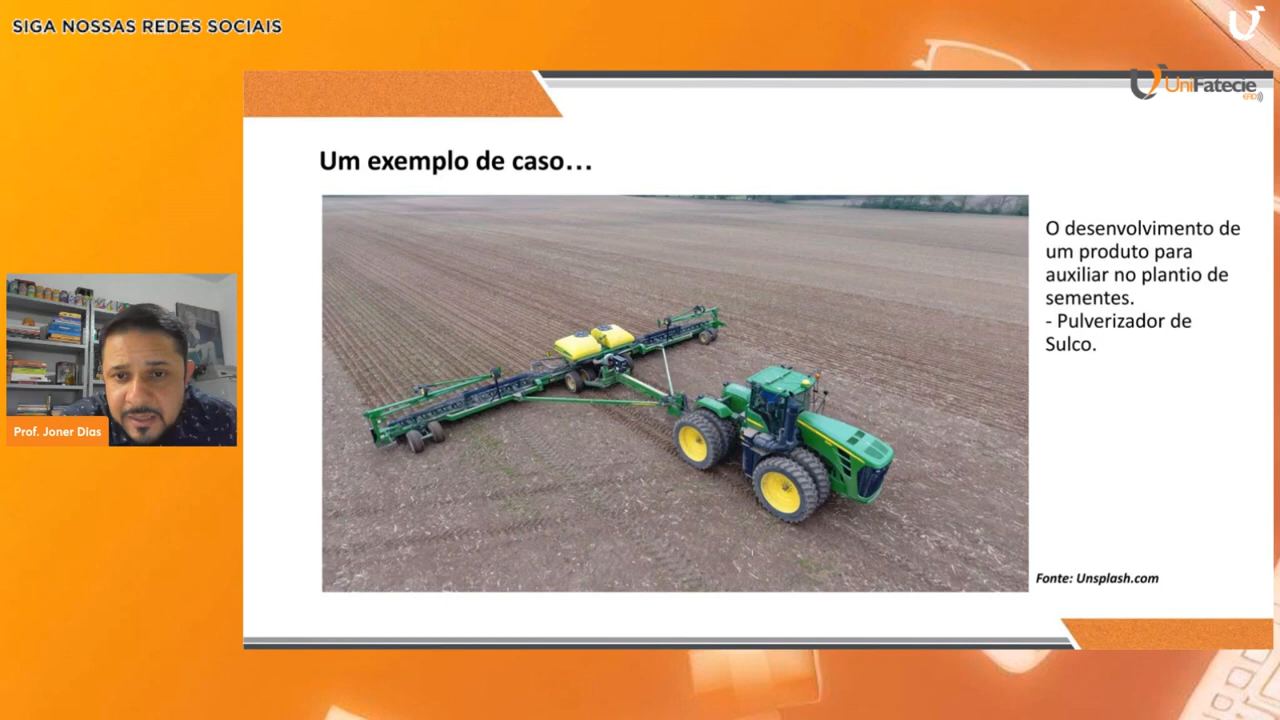 SIGA NOSSAS REDES SOCIAIS
UniFatecie
EAD
Um exemplo de caso...
O desenvolvimento de
um produto para
auxiliar no plantio de
sementes.
- Pulverizador de
Sulco.
Prof. Joner Dias
Fonte: Unsplash.com